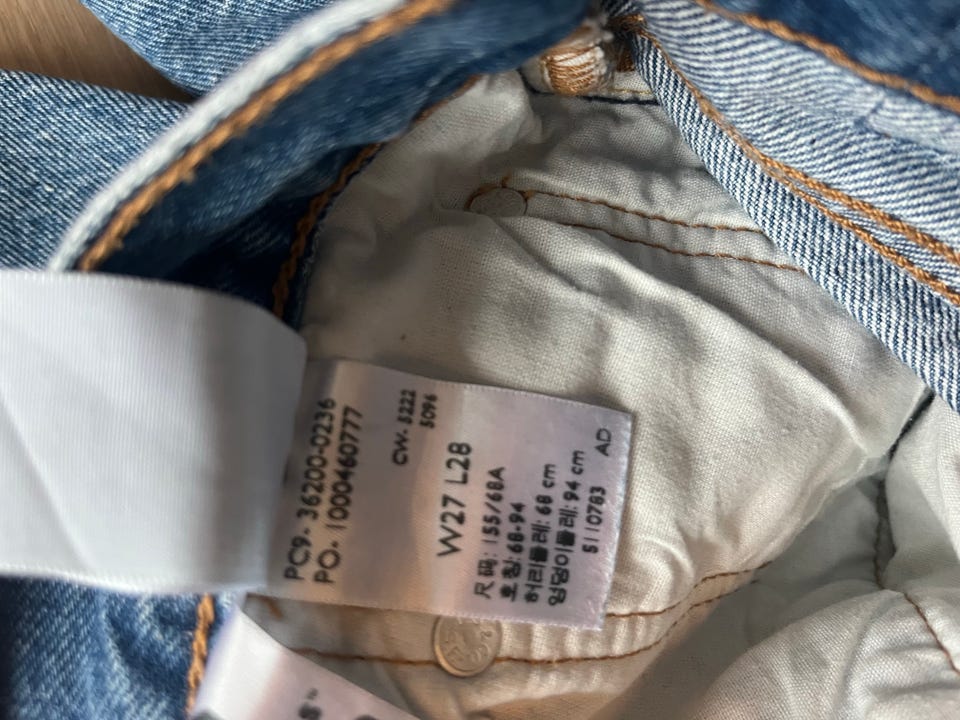 PC9- 36200-0236
PO- 1000460777
CW- 5222
5096
W27 L28
尺码: 155/68A
호칭: 68-94
허리둘레: 68 cm
엉덩이둘레: 94 cm
5110783 AD